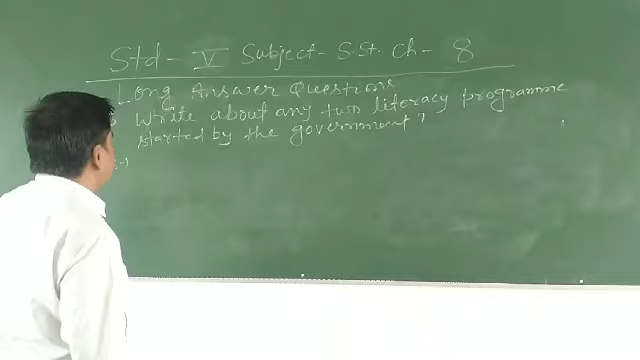 Std - V Subject - S.St. Ch - 8
Long Answer Questions
Write about any two literacy programme
started by the government?